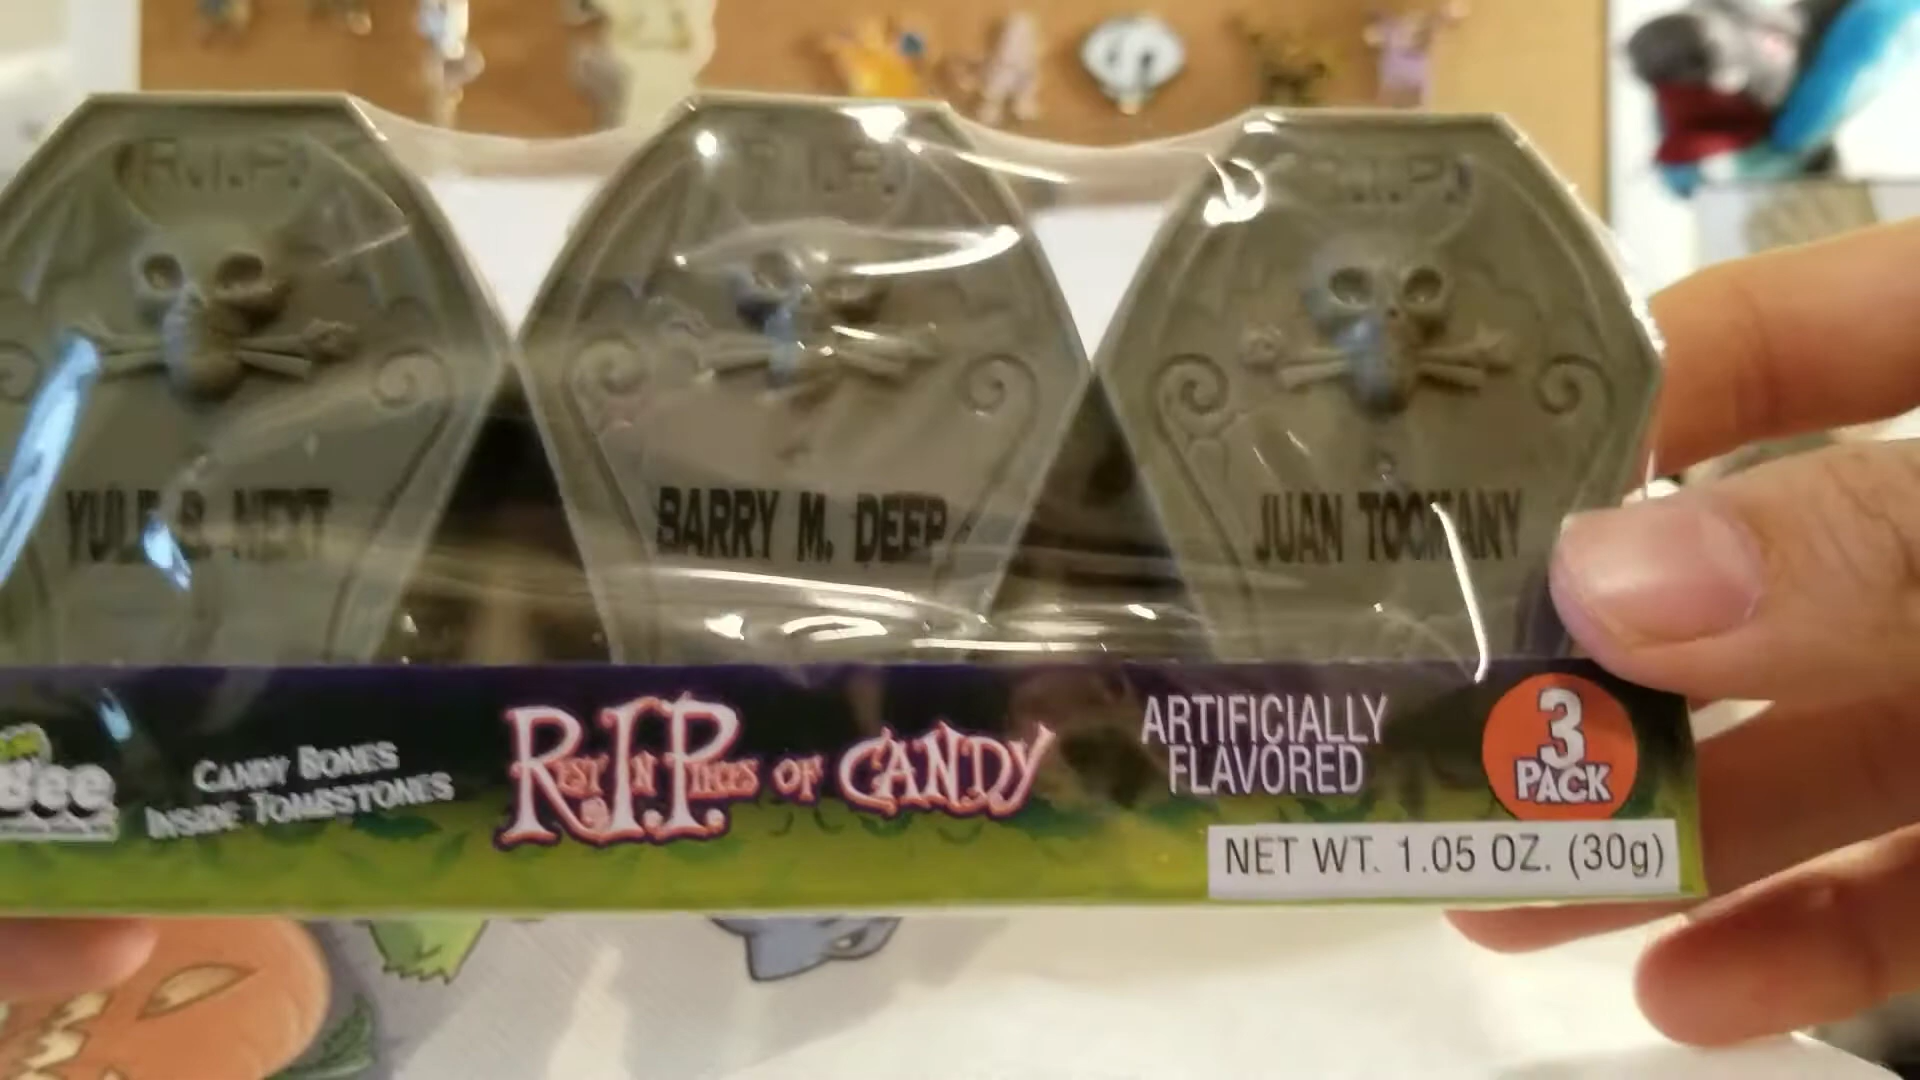 R.I.P. R.I.P. R.I.P.
YULE B. NEXT BARRY M. DEEP JUAN TOOMANY
CANDY BONES
INSIDE TOMBSTONES
REST IN PIECES OF CANDY
ARTIFICIALLY
FLAVORED
3
PACK
NET WT. 1.05 OZ. (30g)